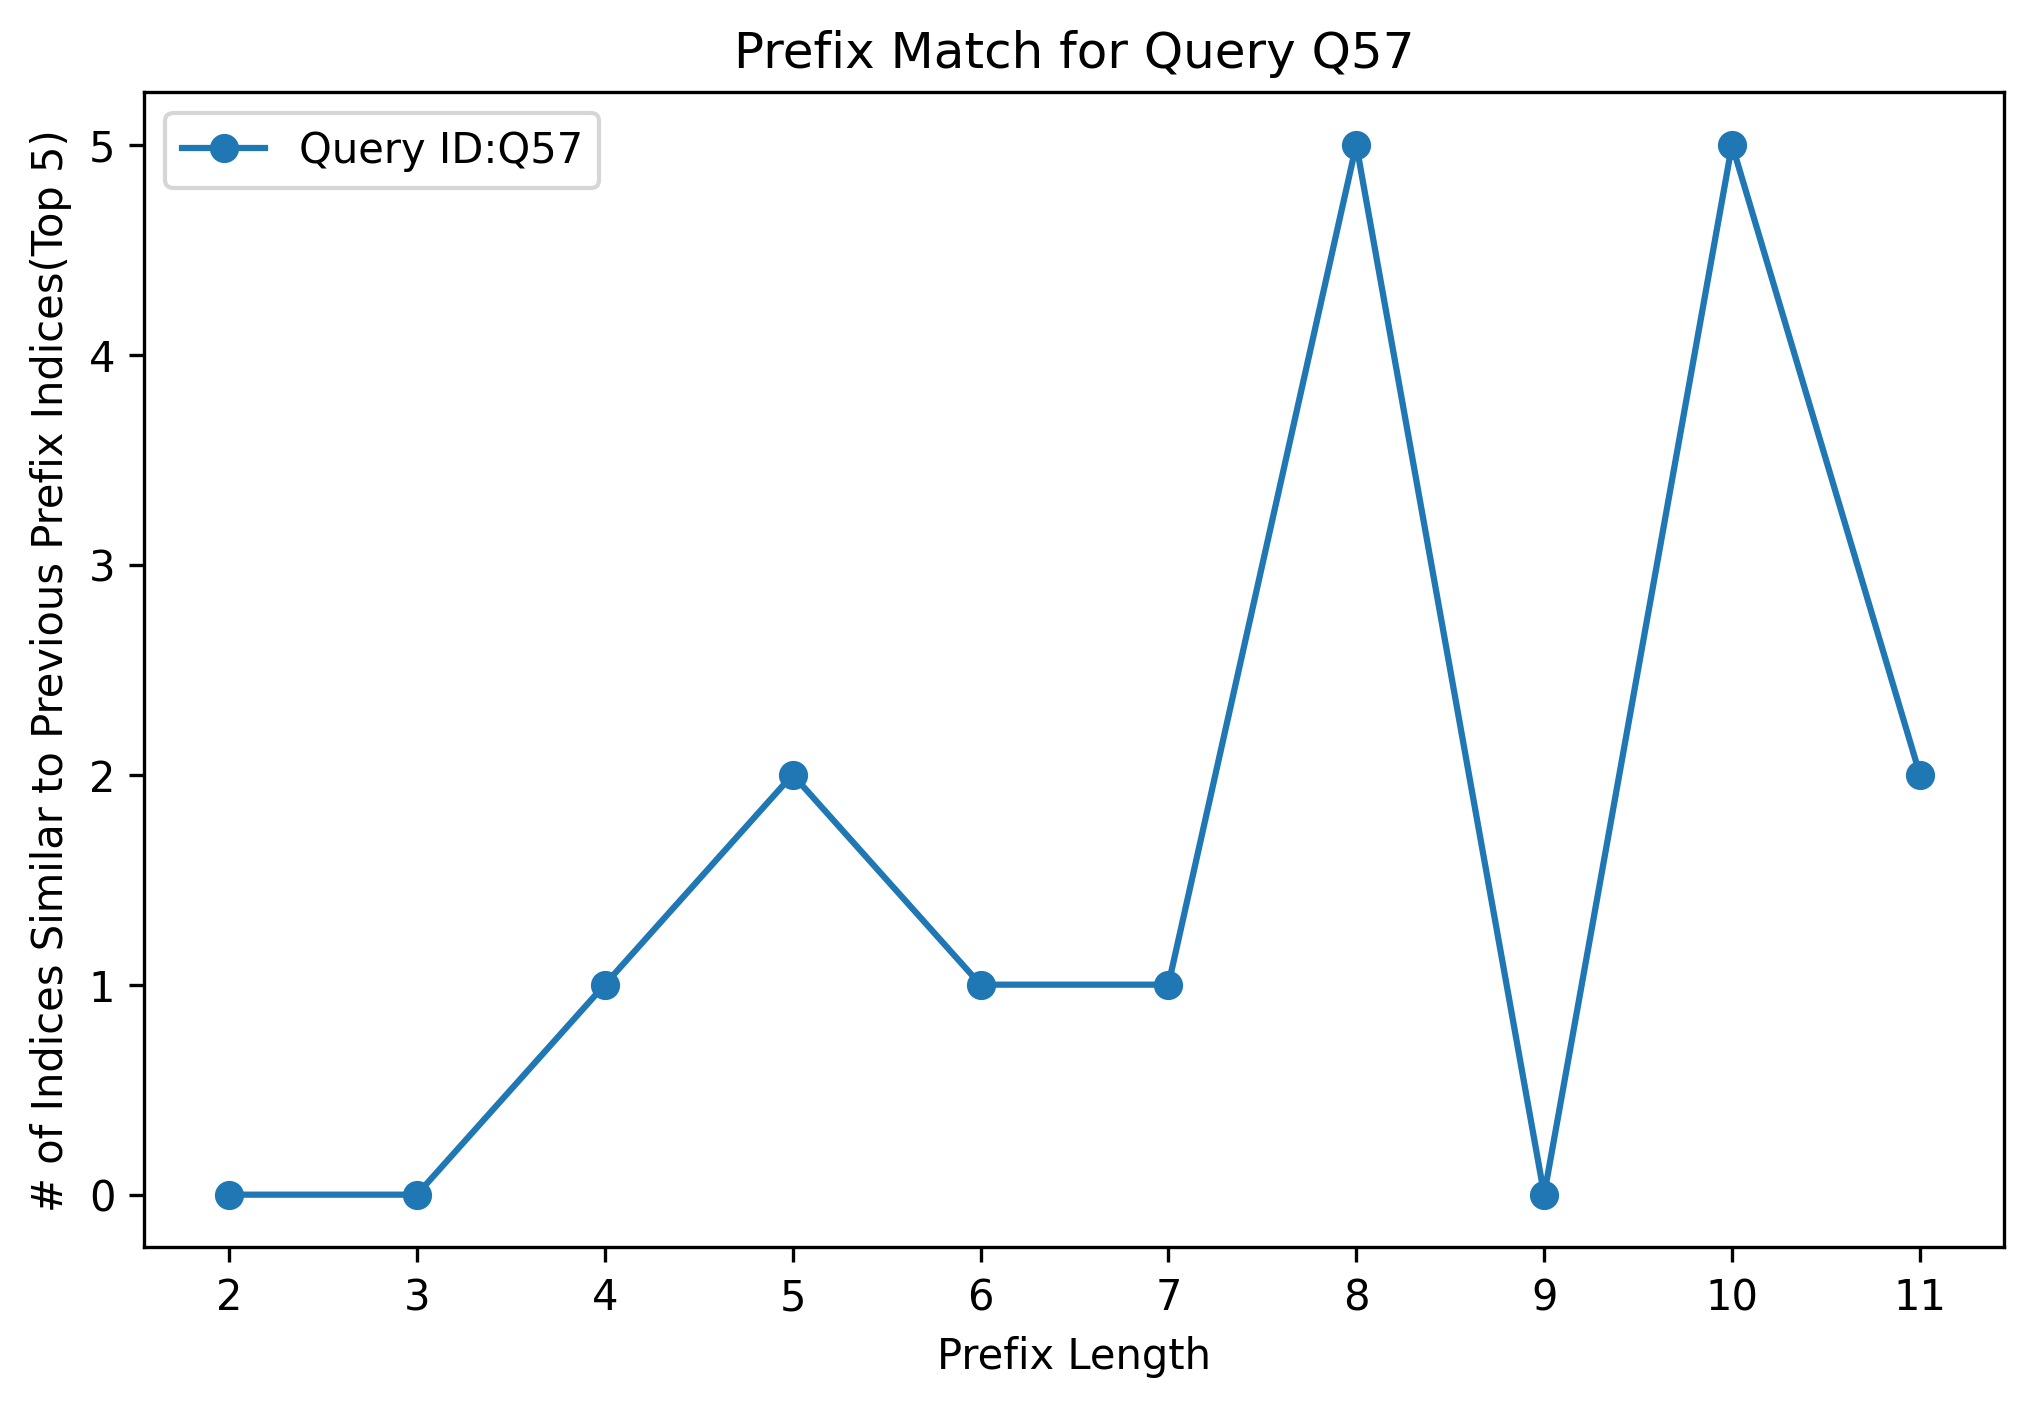 Prefix Match for Query Q57
Query ID:Q57
# of Indices Similar to Previous Prefix Indices(Top 5)
5
4
3
2
1
0
2 3 4 5 6 7 8 9 10 11
Prefix Length